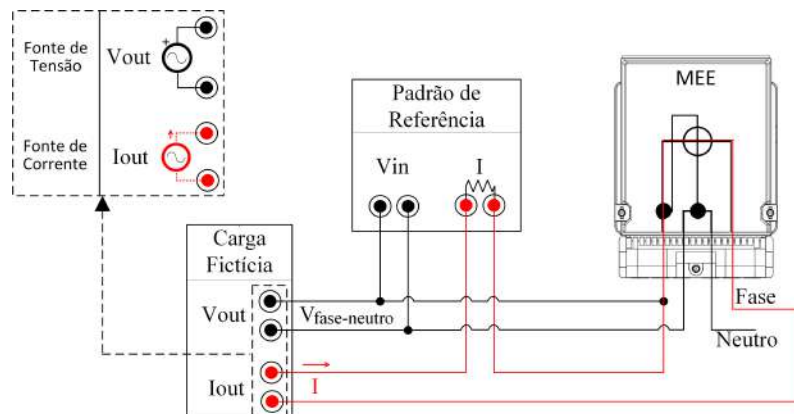 Fonte de
Tensão
Vout
+
Fonte de
Corrente
Iout
Padrão de
Referência
Vin
I
MEE
Carga
Fictícia
Vout
Vfase-neutro
Iout
I
Fase
Neutro